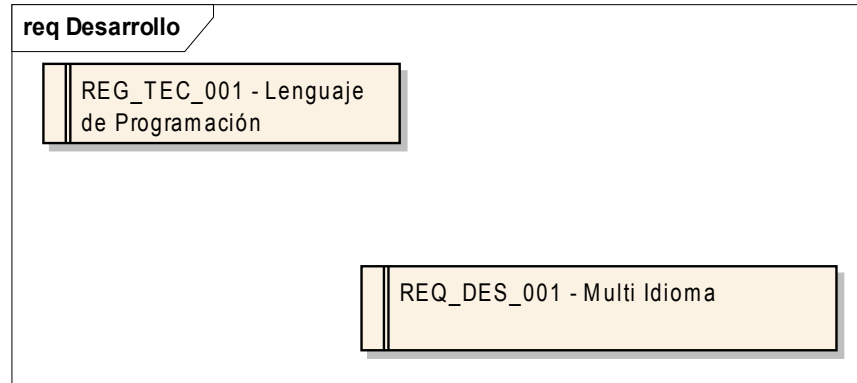 req Desarrollo
REG_TEC_001 - Lenguaje
de Programación
REQ_DES_001 - Multi Idioma